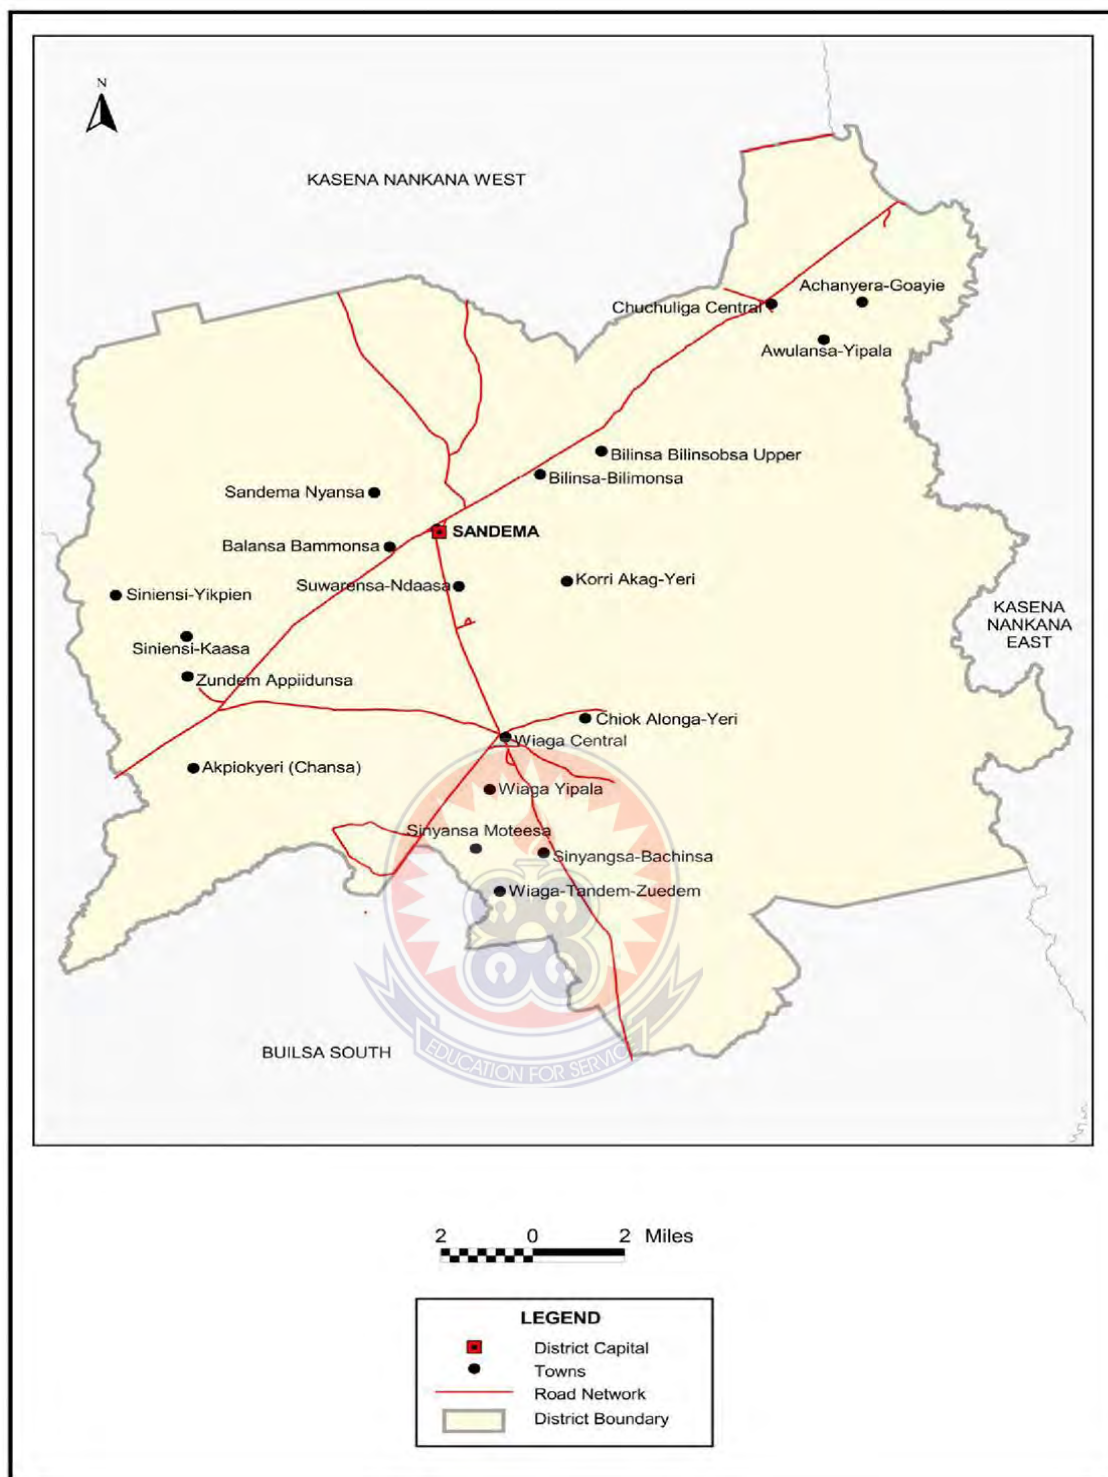 N
KASENA NANKANA WEST
Achanyera-Goayie
Chuchuliga Central
Awulansa-Yipala
Bilinsa Bilinsobsa Upper
Bilinsa-Bilimonsa
Sandema Nyansa
SANDEMA
Balansa Bammonsa
Suwarensa-Ndaasa
Korri Akag-Yeri
Siniensi-Yikpien
KASENA
NANKANA
EAST
Siniensi-Kaasa
Zundem Appiidunsa
Chiok Alonga-Yeri
Wiaga Central
Akpiokyeri (Chansa)
Wiaga Yipala
Sinyansa Moteesa
Sinyangsa-Bachinsa
Wiaga-Tandem-Zuedem
BUILSA SOUTH
EDUCATION FOR SERVICE
2 0 2 Miles
LEGEND
District Capital
Towns
Road Network
District Boundary